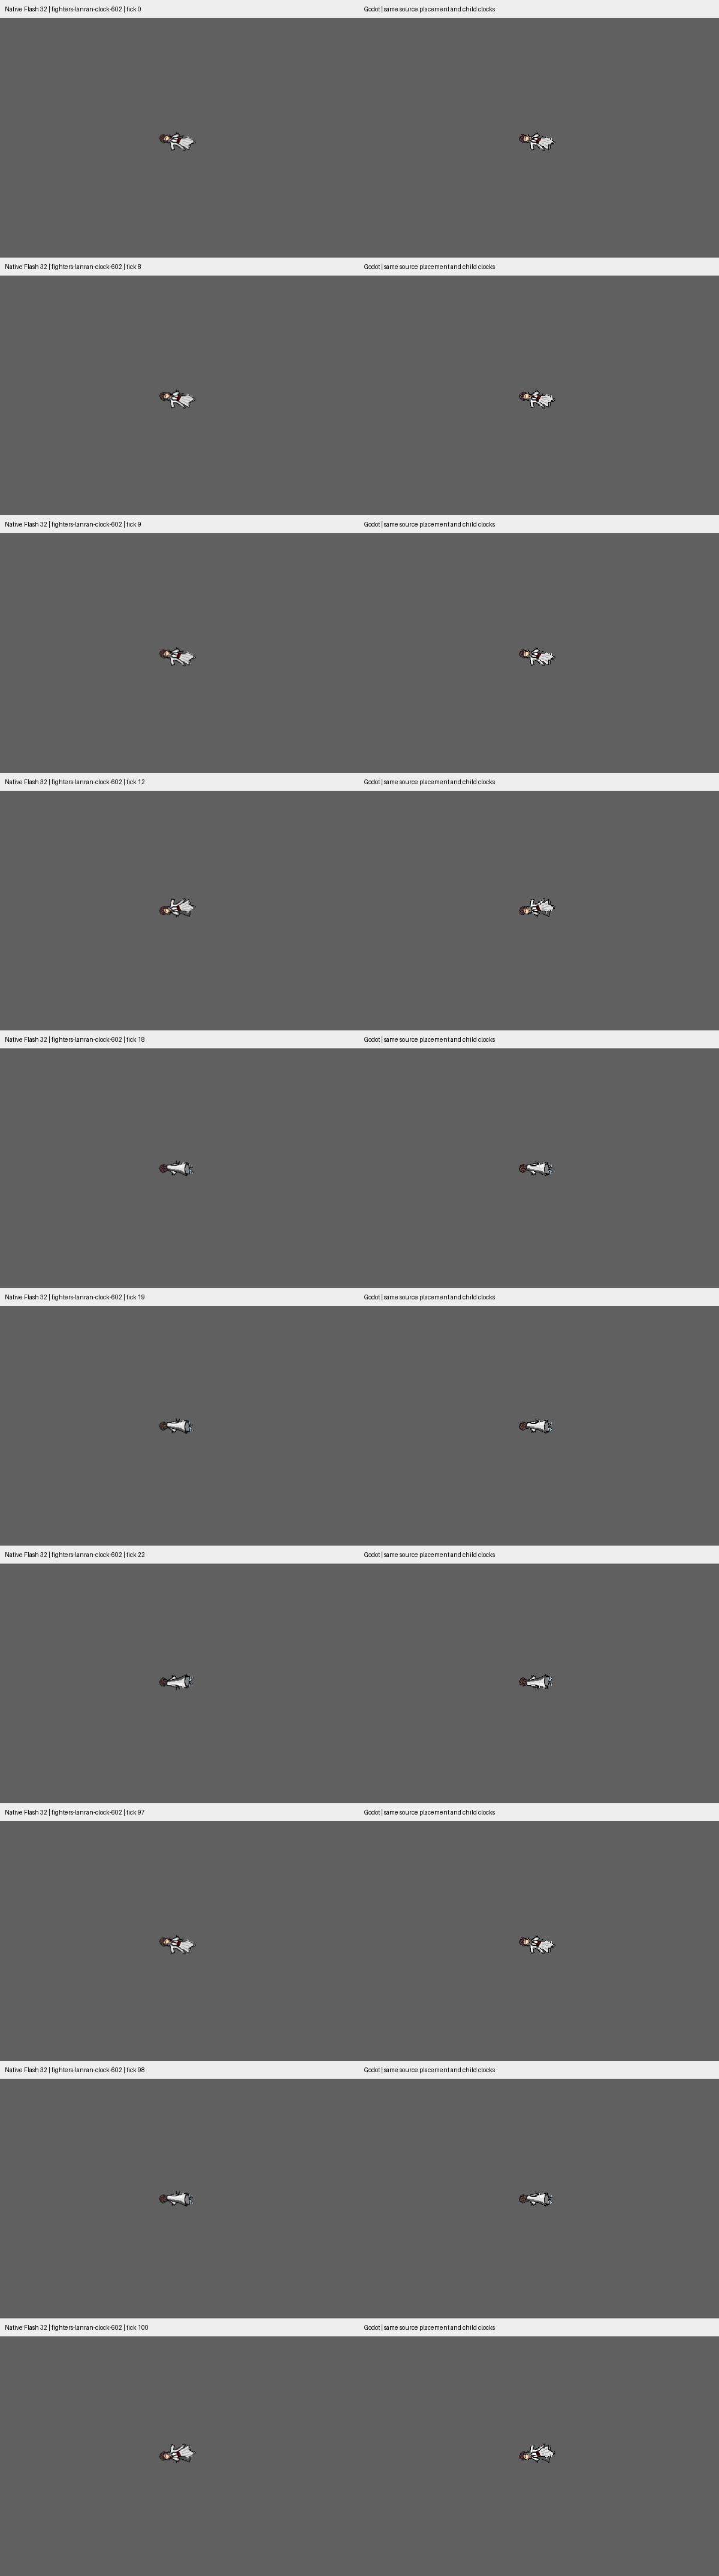 Native Flash 32 | fighters-lanran-clock-602 | tick 0
Godot | same source placement and child clocks
Native Flash 32 | fighters-lanran-clock-602 | tick 8
Godot | same source placement and child clocks
Native Flash 32 | fighters-lanran-clock-602 | tick 9
Godot | same source placement and child clocks
Native Flash 32 | fighters-lanran-clock-602 | tick 12
Godot | same source placement and child clocks
Native Flash 32 | fighters-lanran-clock-602 | tick 18
Godot | same source placement and child clocks
Native Flash 32 | fighters-lanran-clock-602 | tick 19
Godot | same source placement and child clocks
Native Flash 32 | fighters-lanran-clock-602 | tick 22
Godot | same source placement and child clocks
Native Flash 32 | fighters-lanran-clock-602 | tick 97
Godot | same source placement and child clocks
Native Flash 32 | fighters-lanran-clock-602 | tick 98
Godot | same source placement and child clocks
Native Flash 32 | fighters-lanran-clock-602 | tick 100
Godot | same source placement and child clocks